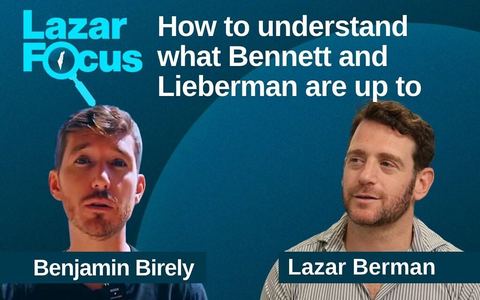 Lazar
Focus
How to understand
what Bennett and
Lieberman are up to
Benjamin Birely
Lazar Berman